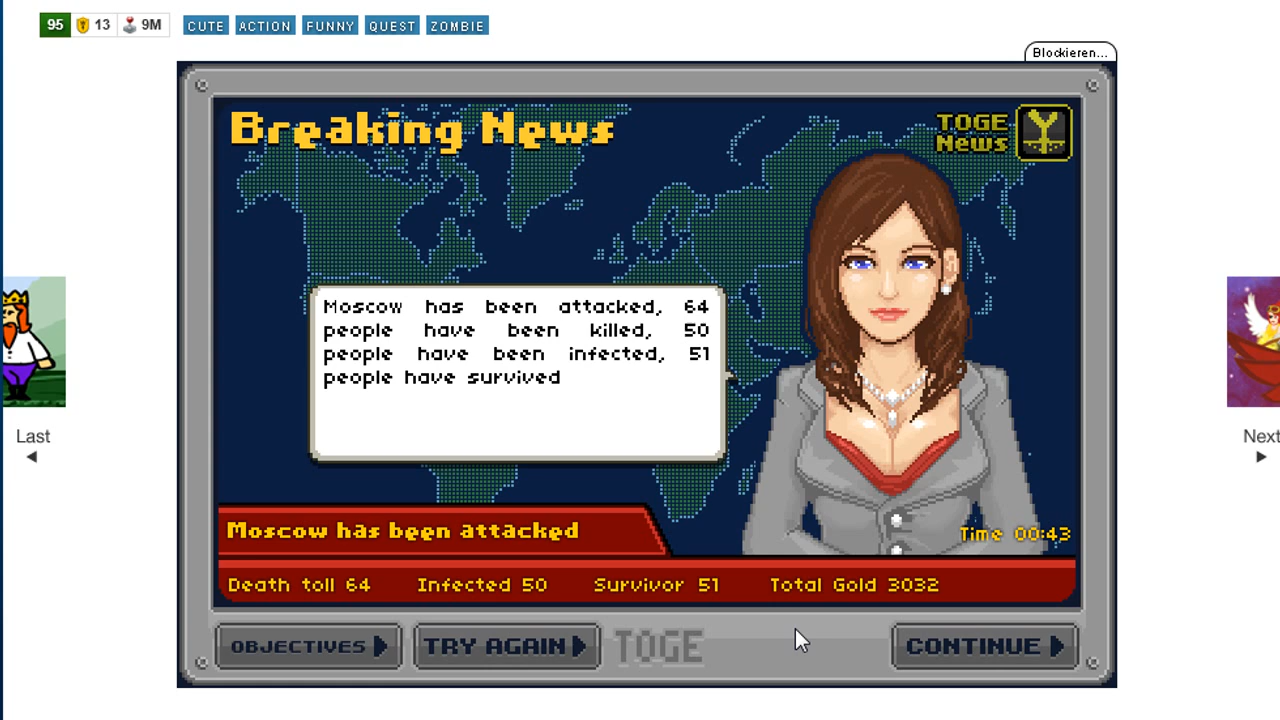 95 13 9M CUTE ACTION FUNNY QUEST ZOMBIE
Blockieren...
Breaking News
TOGE
News
Moscow has been attacked, 64
people have been killed, 50
people have been infected, 51
people have survived
Last
Next
Moscow has been attacked
Time 00:43
Death toll 64 Infected 50 Survivor 51 Total Gold 3032
OBJECTIVES TRY AGAIN TOGE CONTINUE